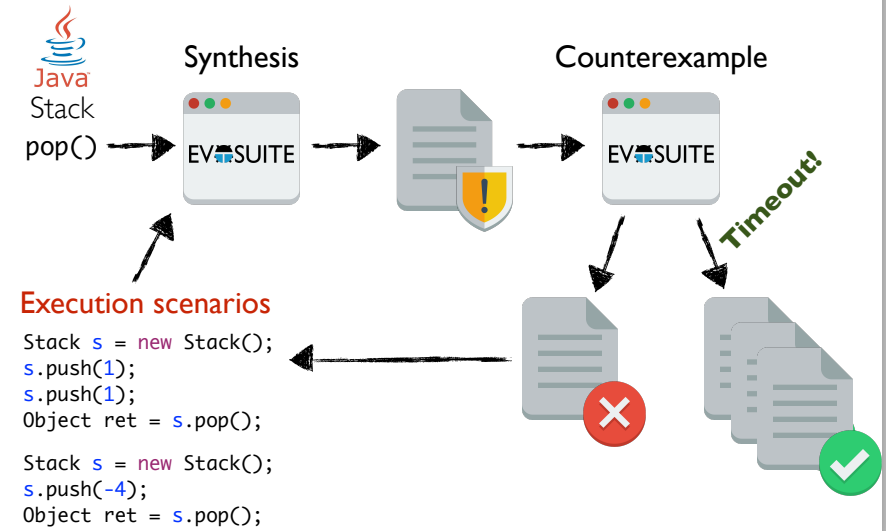 Java
Stack
pop()
Synthesis
EVOSUITE
Counterexample
EVOSUITE
Timeout!
Execution scenarios
Stack s = new Stack();
s.push(1);
s.push(1);
Object ret = s.pop();
Stack s = new Stack();
s.push(-4);
Object ret = s.pop();